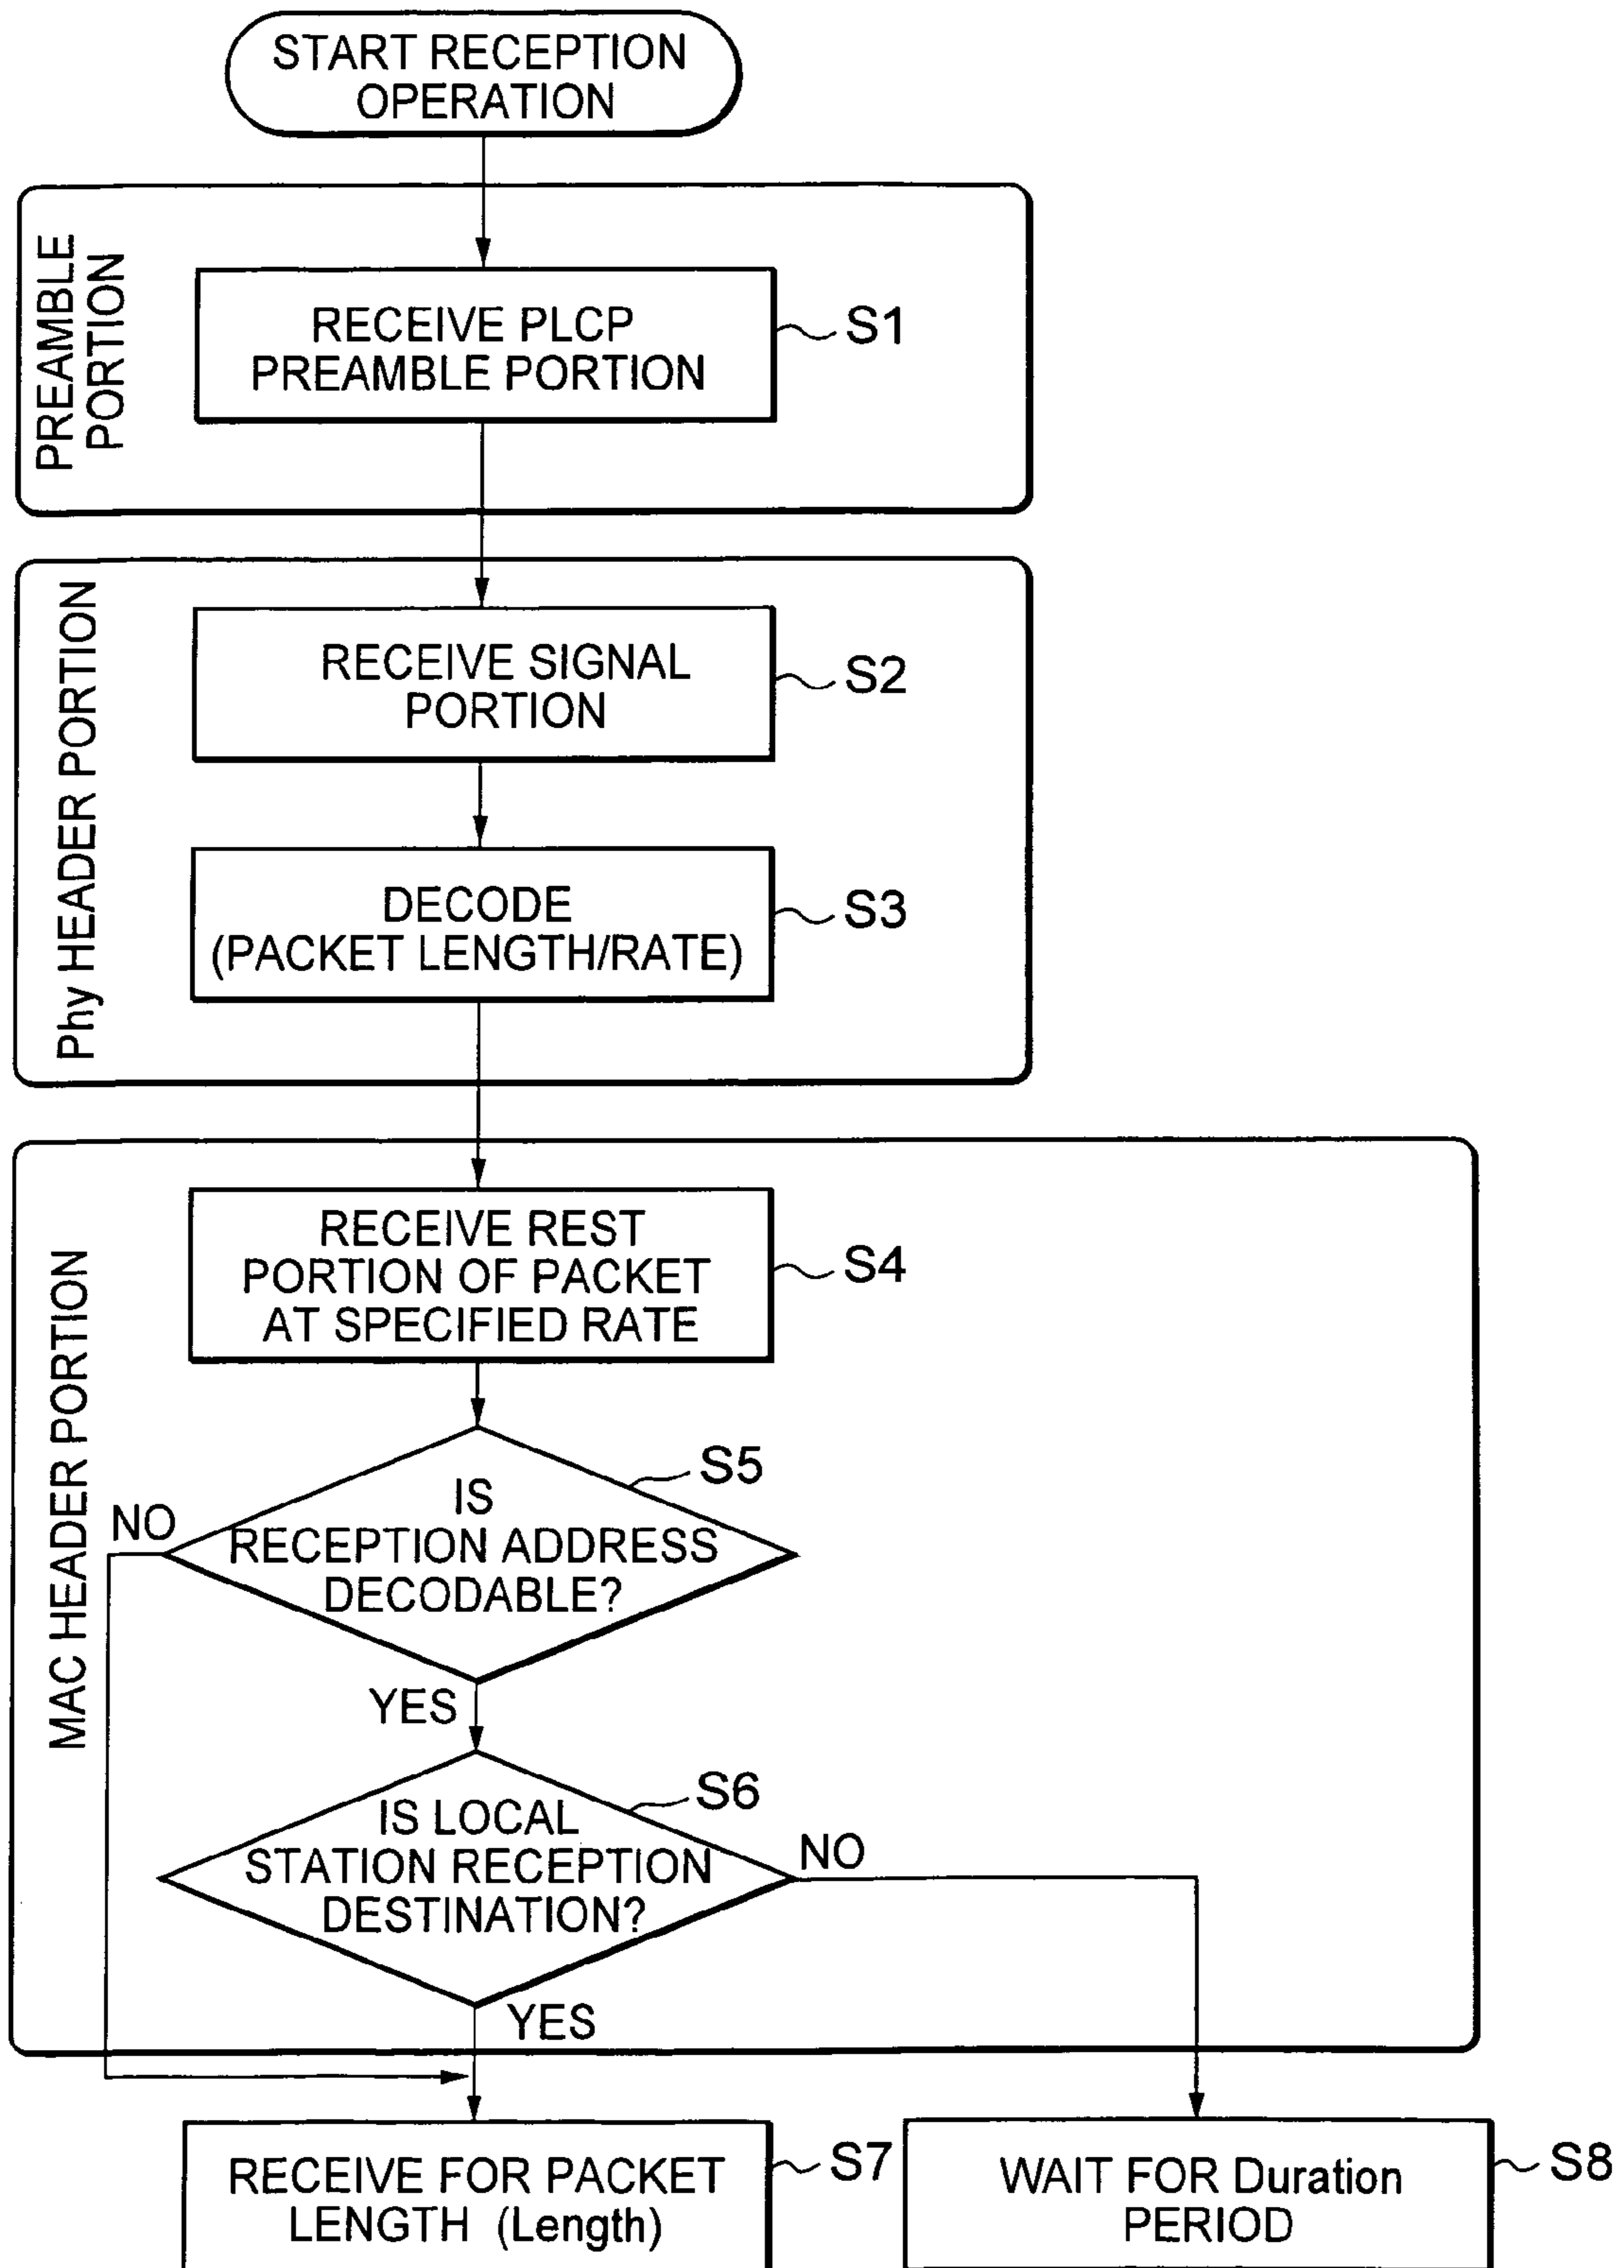 START RECEPTION
OPERATION
PREAMBLE
PORTION
RECEIVE PLCP
PREAMBLE PORTION
S1
Phy HEADER PORTION
RECEIVE SIGNAL
PORTION
S2
DECODE
(PACKET LENGTH/RATE)
S3
MAC HEADER PORTION
RECEIVE REST
PORTION OF PACKET
AT SPECIFIED RATE
S4
S5
IS
RECEPTION ADDRESS
DECODABLE?
NO
YES
S6
IS LOCAL
STATION RECEPTION
DESTINATION?
NO
YES
RECEIVE FOR PACKET
LENGTH (Length)
S7
WAIT FOR Duration
PERIOD
S8